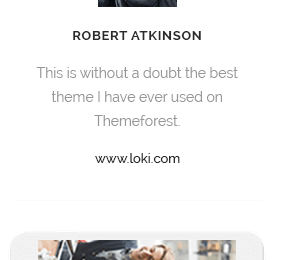 ROBERT ATKINSON
This is without a doubt the best
theme I have ever used on
Themeforest.
www.loki.com